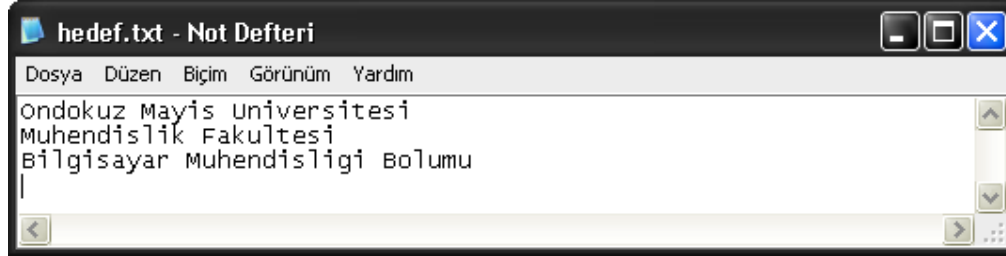 hedef.txt - Not Defteri
Dosya Düzen Biçim Görünüm Yardım
Ondokuz Mayis Universitesi
Muhendislik Fakultesi
Bilgisayar Muhendisligi Bolumu